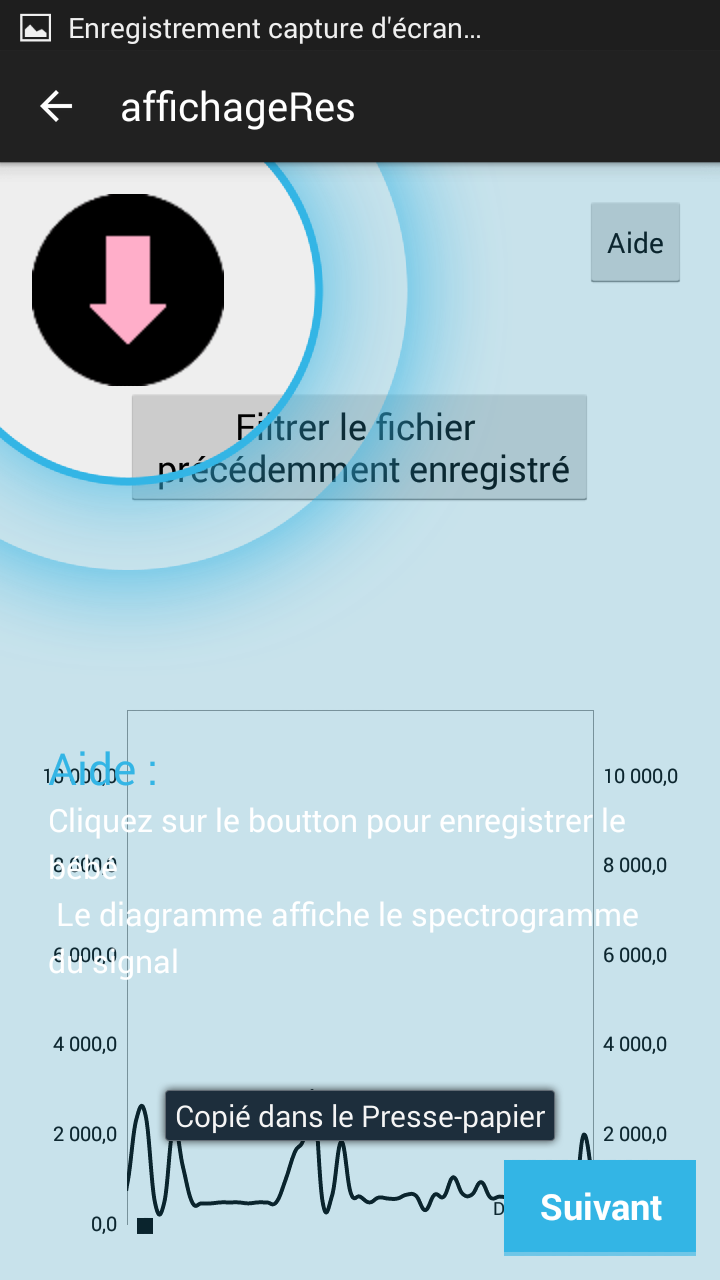 Enregistrement capture d'écran...
affichageRes
Aide
Filtrer le fichier
précédemment enregistré
Aide :
10 000,0 10 000,0
Cliquez sur le boutton pour enregistrer le
bébé
8 000,0 8 000,0
Le diagramme affiche le spectrogramme
du signal
6 000,0 6 000,0
4 000,0 4 000,0
Copié dans le Presse-papier
2 000,0 2 000,0
Suivant
0,0